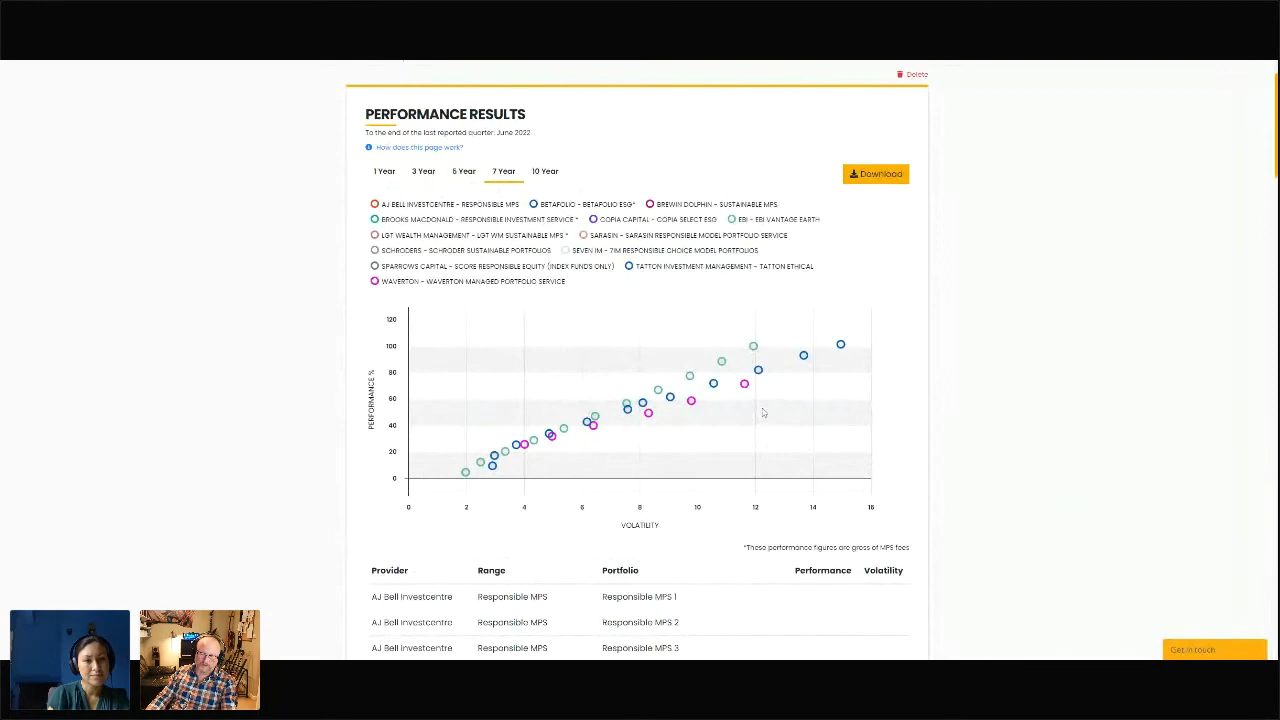 Delete
PERFORMANCE RESULTS
To the end of the last reported quarter: June 2022
How does this page work?
1 Year 3 Year 5 Year 7 Year 10 Year
Download
AJ BELL INVESTCENTRE - RESPONSIBLE MPS BETAFOLIO - BETAFOLIO ESG* BREWIN DOLPHIN - SUSTAINABLE MPS
BROOKS MACDONALD - RESPONSIBLE INVESTMENT SERVICE * COPIA CAPITAL - COPIA SELECT ESG EBI - EBI VANTAGE EARTH
LGT WEALTH MANAGEMENT - LGT WM SUSTAINABLE MPS * SARASIN - SARASIN RESPONSIBLE MODEL PORTFOLIO SERVICE
SCHRODERS - SCHRODER SUSTAINABLE PORTFOLIOS SEVEN IM - 7IM RESPONSIBLE CHOICE MODEL PORTFOLIOS
SPARROWS CAPITAL - SCORE RESPONSIBLE EQUITY (INDEX FUNDS ONLY) TATTON INVESTMENT MANAGEMENT - TATTON ETHICAL
WAVERTON - WAVERTON MANAGED PORTFOLIO SERVICE
120
100
80
60
40
20
0
PERFORMANCE %
0 2 4 6 8 10 12 14 16
VOLATILITY
*These performance figures are gross of MPS fees
Provider Range Portfolio Performance Volatility
AJ Bell Investcentre Responsible MPS Responsible MPS 1
AJ Bell Investcentre Responsible MPS Responsible MPS 2
AJ Bell Investcentre Responsible MPS Responsible MPS 3
Get in touch